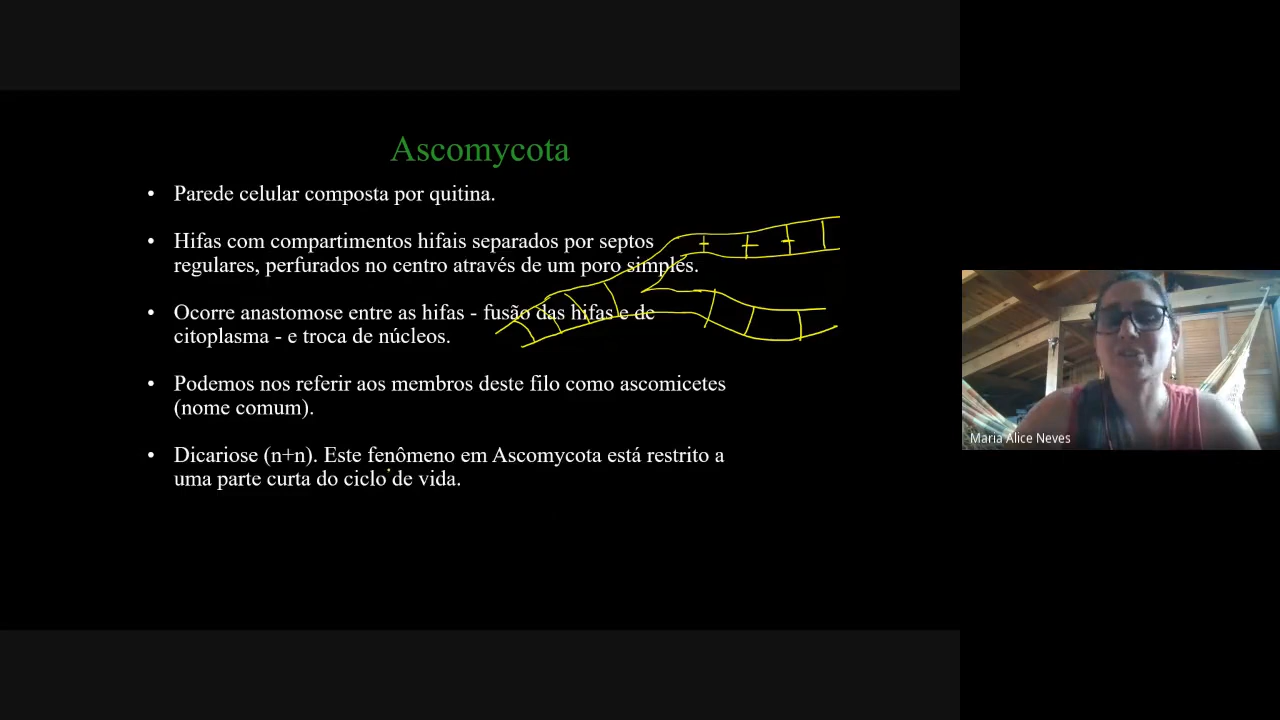 Ascomycota
• Parede celular composta por quitina.
• Hifas com compartimentos hifais separados por septos
regulares, perfurados no centro através de um poro simples.
• Ocorre anastomose entre as hifas - fusão das hifas e de
citoplasma - e troca de núcleos.
• Podemos nos referir aos membros deste filo como ascomicetes
(nome comum).
• Dicariose (n+n). Este fenômeno em Ascomycota está restrito a
uma parte curta do ciclo de vida.
Maria Alice Neves